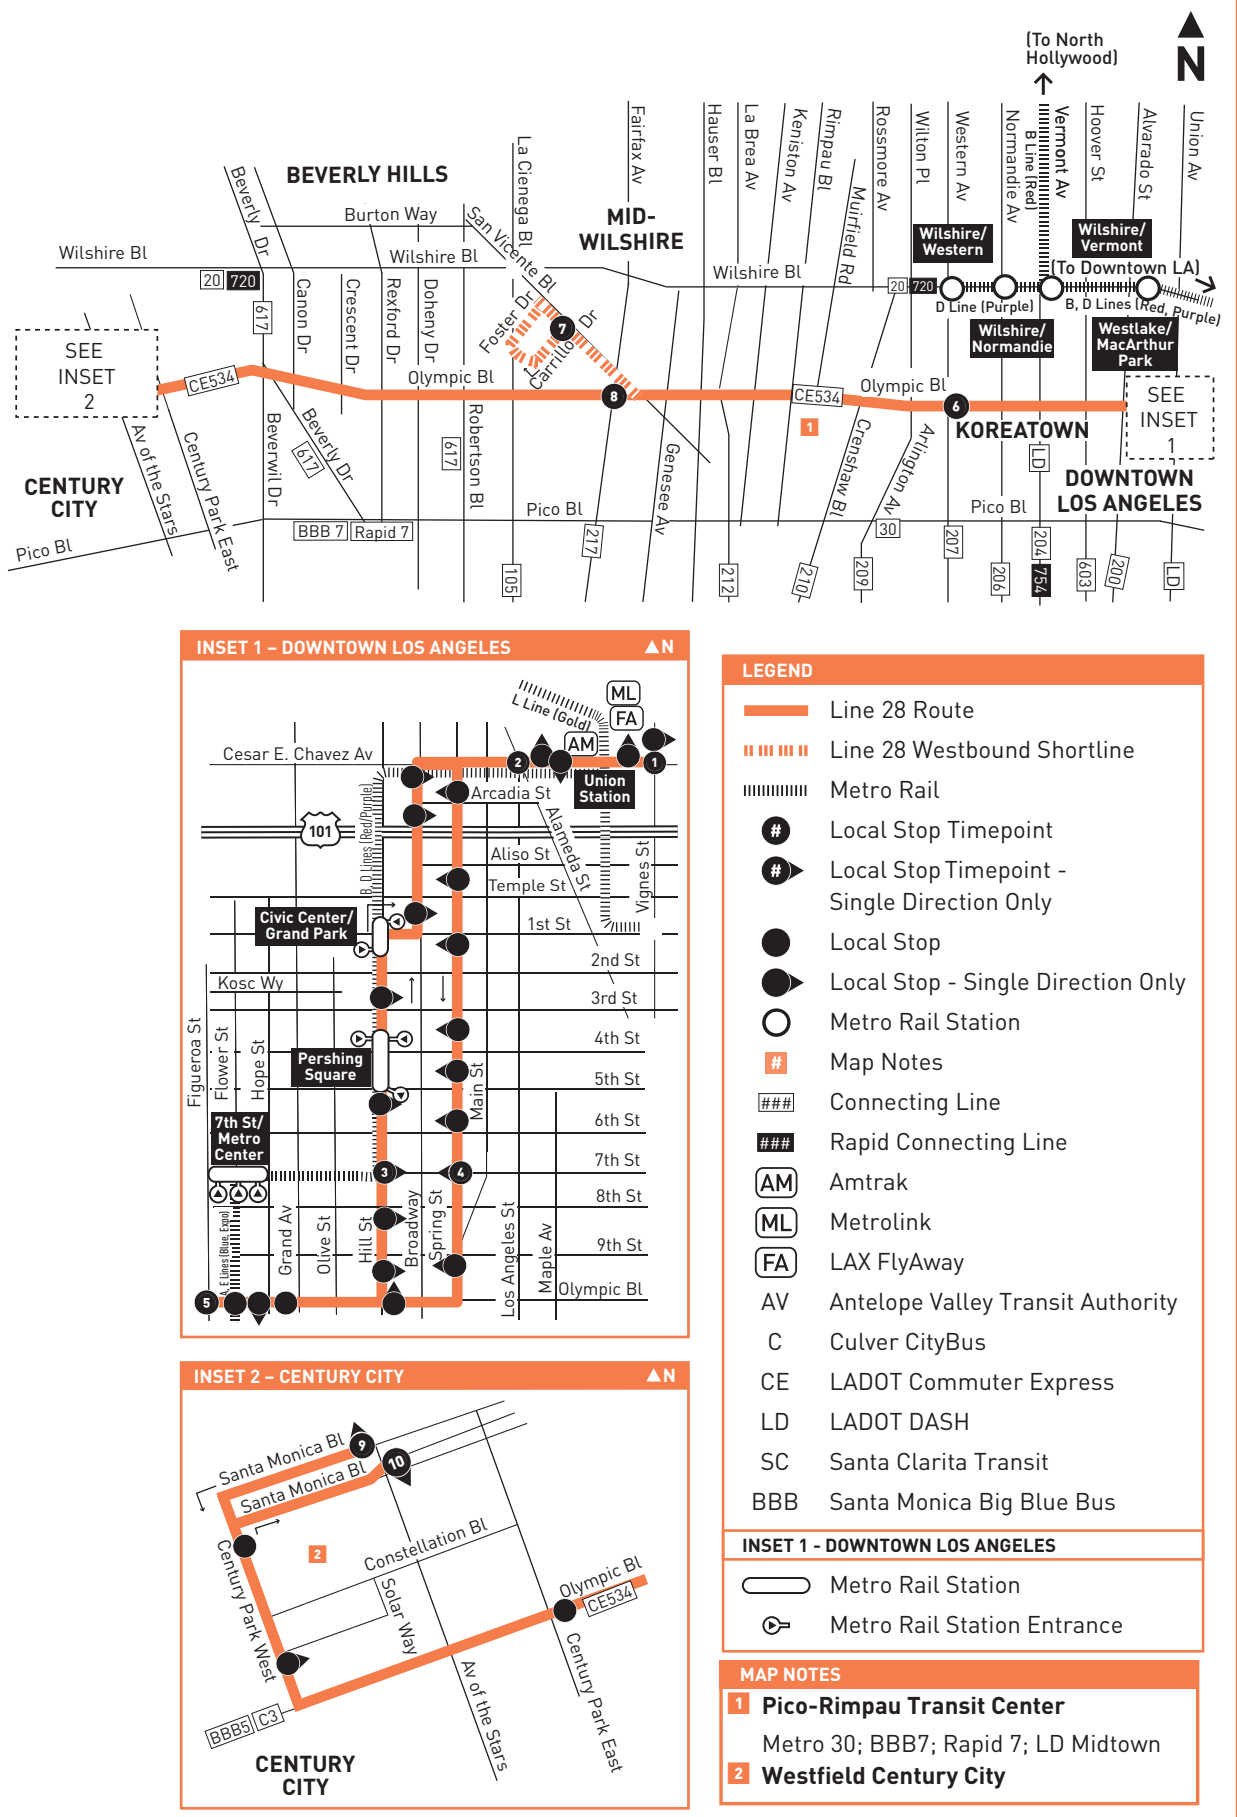 (To North
Hollywood)
N
BEVERLY HILLS
MID-
WILSHIRE
Beverly Dr
Burton Way
San Vicente Bl
La Cienega Bl
Fairfax Av
Hauser Bl
La Brea Av
Keniston Av
Rimpau Bl
Muirfield Rd
Rossmore Av
Wilton Pl
Western Av
Normandie Av
B Line (Red)
Vermont Av
Hoover St
Alvarado St
Union Av
Wilshire/
Western
Wilshire/
Vermont
Wilshire Bl
Wilshire Bl
Wilshire Bl
(To Downtown LA)
20 720
20 720
617
Canon Dr
Crescent Dr
Rexford Dr
Doheny Dr
Foster Dr
Carrillo Dr
7
D Line (Purple)
B, D Lines (Red, Purple)
Wilshire/
Normandie
Westlake/
MacArthur
Park
SEE
INSET
2
CE534
Olympic Bl
8
CE534
Olympic Bl
6
SEE
INSET
1
1
KOREATOWN
CENTURY
CITY
Av of the Stars
Century Park East
Beverwil Dr
Beverly Dr
617
617
Robertson Bl
Genesee Av
Crenshaw Bl
Arlington Av
LD
DOWNTOWN
LOS ANGELES
Pico Bl
BBB 7 Rapid 7
Pico Bl
30
Pico Bl
105
217
212
210
209
207
206
204
754
603
200
LD
INSET 1 – DOWNTOWN LOS ANGELES
N
L Line (Gold)
ML
FA
AM
Cesar E. Chavez Av
2
1
Union
Station
Arcadia St
101
B, D Lines (Red/Purple)
Alameda St
Aliso St
Vignes St
Temple St
Civic Center/
Grand Park
1st St
2nd St
Kosc Wy
3rd St
4th St
Pershing
Square
5th St
Figueroa St
Flower St
Hope St
Main St
6th St
7th St/
Metro
Center
3
4
7th St
8th St
A, E Lines (Blue, Expo)
Grand Av
Olive St
Hill St
Broadway
Spring St
Los Angeles St
Maple Av
9th St
5
Olympic Bl
INSET 2 – CENTURY CITY
N
Santa Monica Bl
9
Santa Monica Bl
10
2
Constellation Bl
Century Park West
Solar Way
Olympic Bl
CE534
Av of the Stars
Century Park East
BBB5 C3
CENTURY
CITY
LEGEND
Line 28 Route
Line 28 Westbound Shortline
Metro Rail
# Local Stop Timepoint
# Local Stop Timepoint -
Single Direction Only
Local Stop
Local Stop - Single Direction Only
Metro Rail Station
# Map Notes
### Connecting Line
### Rapid Connecting Line
AM Amtrak
ML Metrolink
FA LAX FlyAway
AV Antelope Valley Transit Authority
C Culver CityBus
CE LADOT Commuter Express
LD LADOT DASH
SC Santa Clarita Transit
BBB Santa Monica Big Blue Bus
INSET 1 - DOWNTOWN LOS ANGELES
Metro Rail Station
Metro Rail Station Entrance
MAP NOTES
1 Pico-Rimpau Transit Center
Metro 30; BBB7; Rapid 7; LD Midtown
2 Westfield Century City